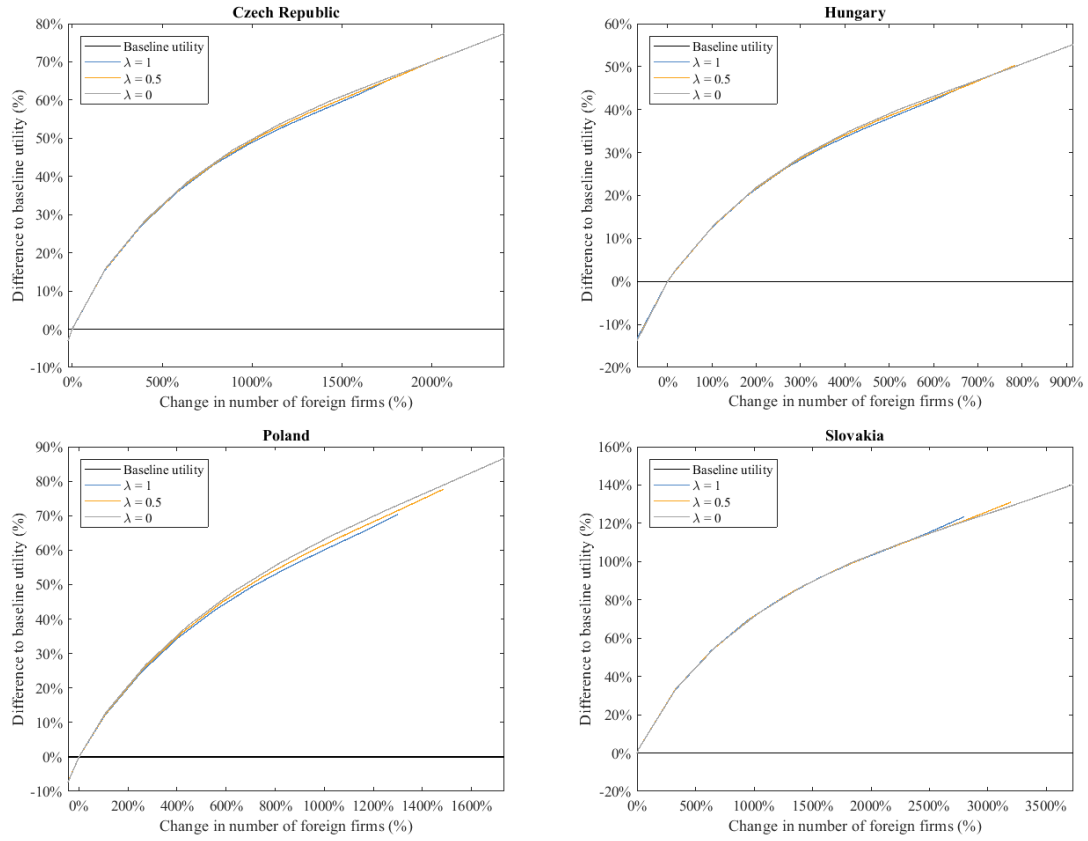 Czech Republic
80%
70%
60%
50%
40%
30%
20%
10%
0%
-10%
Difference to baseline utility (%)
Baseline utility
λ = 1
λ = 0.5
λ = 0
0% 500% 1000% 1500% 2000%
Change in number of foreign firms (%)
Hungary
60%
50%
40%
30%
20%
10%
0%
-10%
-20%
Difference to baseline utility (%)
Baseline utility
λ = 1
λ = 0.5
λ = 0
0% 100% 200% 300% 400% 500% 600% 700% 800% 900%
Change in number of foreign firms (%)
Poland
90%
80%
70%
60%
50%
40%
30%
20%
10%
0%
-10%
Difference to baseline utility (%)
Baseline utility
λ = 1
λ = 0.5
λ = 0
0% 200% 400% 600% 800% 1000% 1200% 1400% 1600%
Change in number of foreign firms (%)
Slovakia
160%
140%
120%
100%
80%
60%
40%
20%
0%
-20%
Difference to baseline utility (%)
Baseline utility
λ = 1
λ = 0.5
λ = 0
0% 500% 1000% 1500% 2000% 2500% 3000% 3500%
Change in number of foreign firms (%)